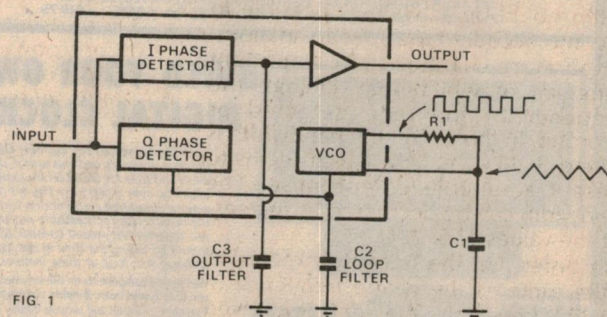 I PHASE
DETECTOR
OUTPUT
R1
INPUT
Q PHASE
DETECTOR
VCO
C3
OUTPUT
FILTER
C2
LOOP
FILTER
C1
FIG. 1